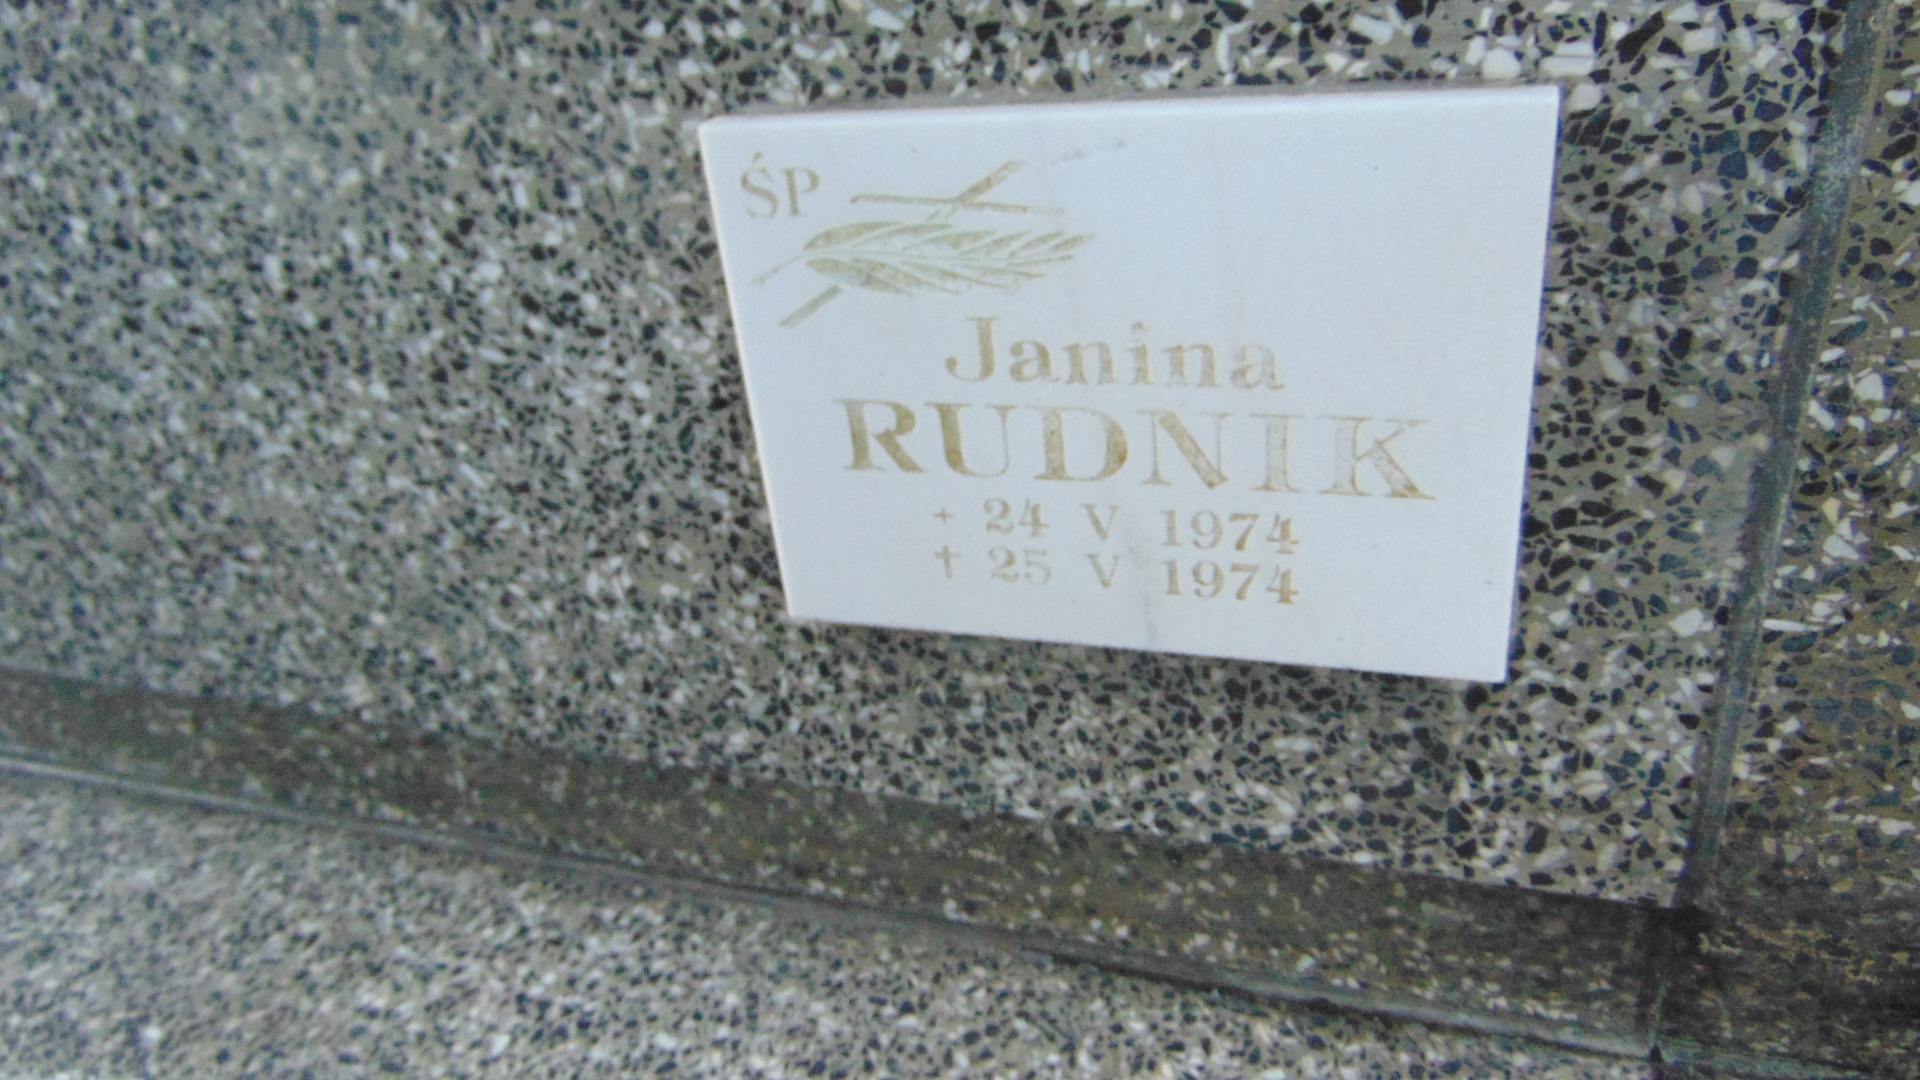 ŚP
Janina
RUDNIK
+ 24 V 1974
† 25 V 1974